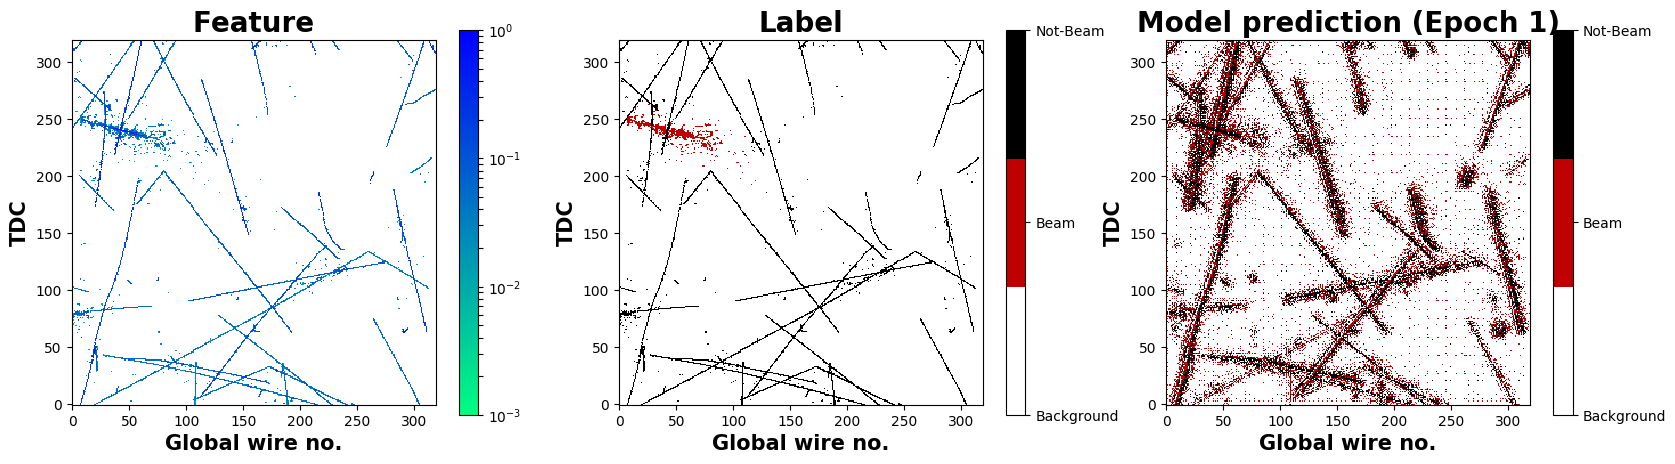 Feature
TDC
300
250
200
150
100
50
0
0 50 100 150 200 250 300
Global wire no.
10⁰
10⁻¹
10⁻²
10⁻³
Label
TDC
300
250
200
150
100
50
0
0 50 100 150 200 250 300
Global wire no.
Not-Beam
Beam
Background
Model prediction (Epoch 1)
TDC
300
250
200
150
100
50
0
0 50 100 150 200 250 300
Global wire no.
Not-Beam
Beam
Background